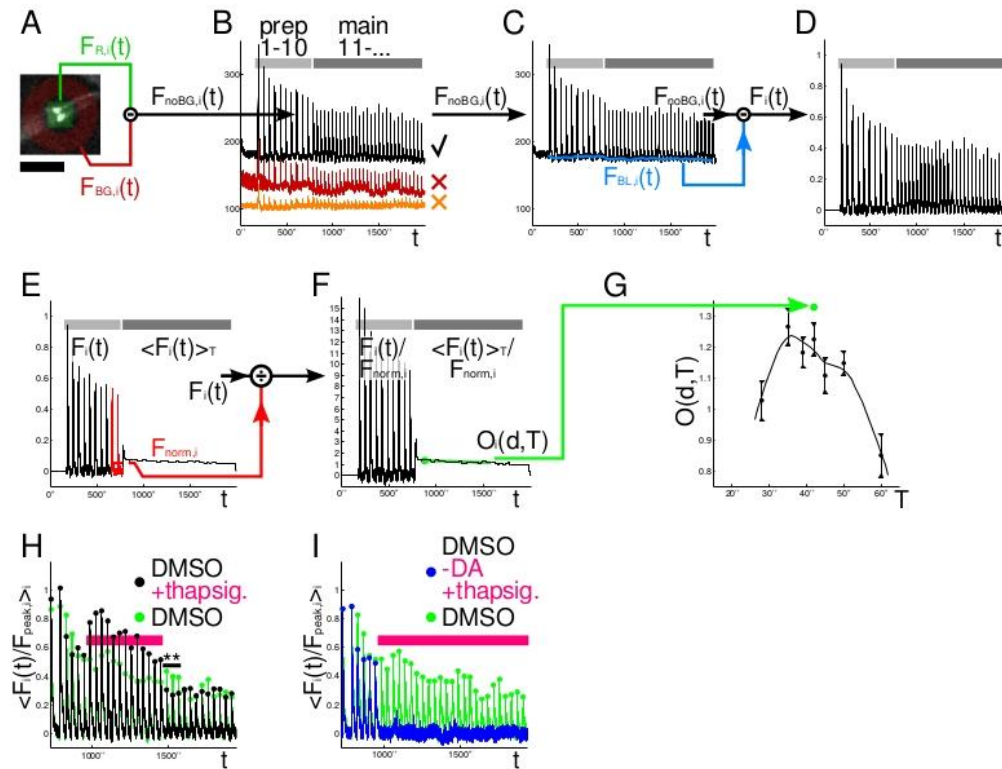 A
F_R,i(t)
F_BG,i(t)
F_noBG,i(t)
B
prep
1-10
main
11-...
300
200
100
0''
500''
1000''
1500''
t
✓
×
×
F_noBG,i(t)
C
300
200
100
0''
500''
1000''
1500''
t
F_BL,i(t)
F_noBG,i(t)
F_i(t)
D
1
0.8
0.6
0.4
0.2
0
0''
500''
1000''
1500''
t
E
F_i(t)
<F_i(t)>_T
1
0.8
0.6
0.4
0.2
0
0''
500''
1000''
1500''
t
F_norm,i
F_i(t)
÷
F
F_i(t)/
F_norm,i
<F_i(t)>_T/
F_norm,i
15
14
13
12
11
10
9
8
7
6
5
4
3
2
1
0
0''
500''
1000''
1500''
t
O_i(d,T)
G
O(d,T)
1.3
1.2
1.1
1
0.9
0.8
20''
30''
40''
50''
60''
T
H
DMSO
+thapsig.
DMSO
<F_i(t)/F_peak,i>_i
1
0.8
0.6
0.4
0.2
0
**
1000''
1500''
t
I
DMSO
-DA
+thapsig.
DMSO
<F_i(t)/F_peak,i>_i
1
0.8
0.6
0.4
0.2
0
1000''
1500''
t